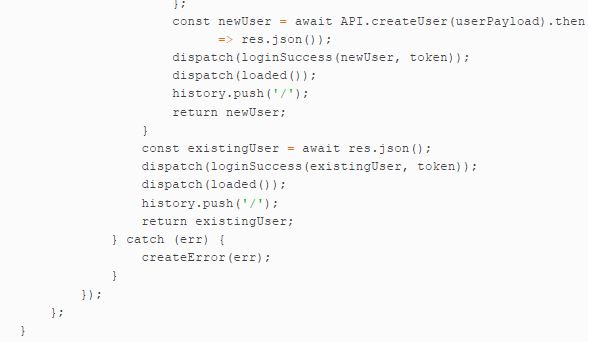 };
const newUser = await API.createUser(userPayload).then
=> res.json());
dispatch(loginSuccess(newUser, token));
dispatch(loaded());
history.push('/');
return newUser;
}
const existingUser = await res.json();
dispatch(loginSuccess(existingUser, token));
dispatch(loaded());
history.push('/');
return existingUser;
} catch (err) {
createError(err);
}
});
};
}